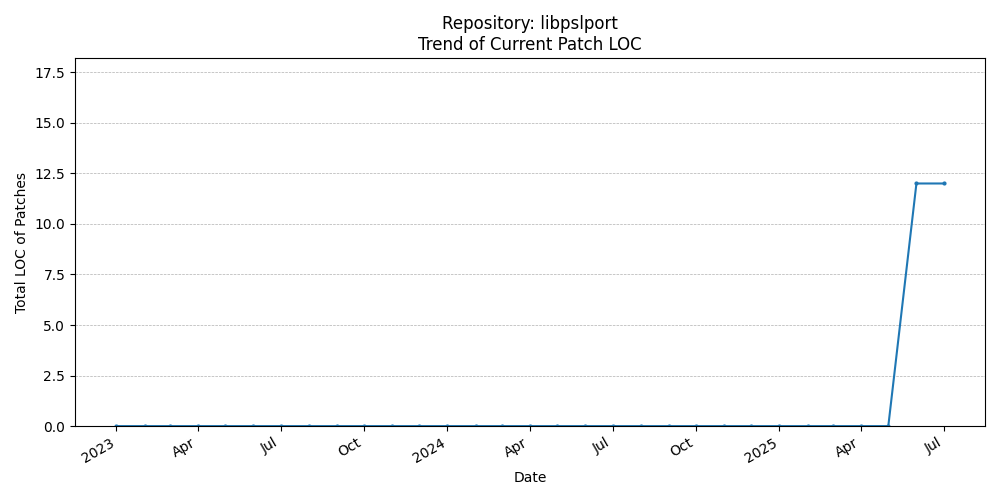 Repository: libpslport
Trend of Current Patch LOC
Total LOC of Patches
17.5
15.0
12.5
10.0
7.5
5.0
2.5
0.0
2023
Apr
Jul
Oct
2024
Apr
Jul
Oct
2025
Apr
Jul
Date